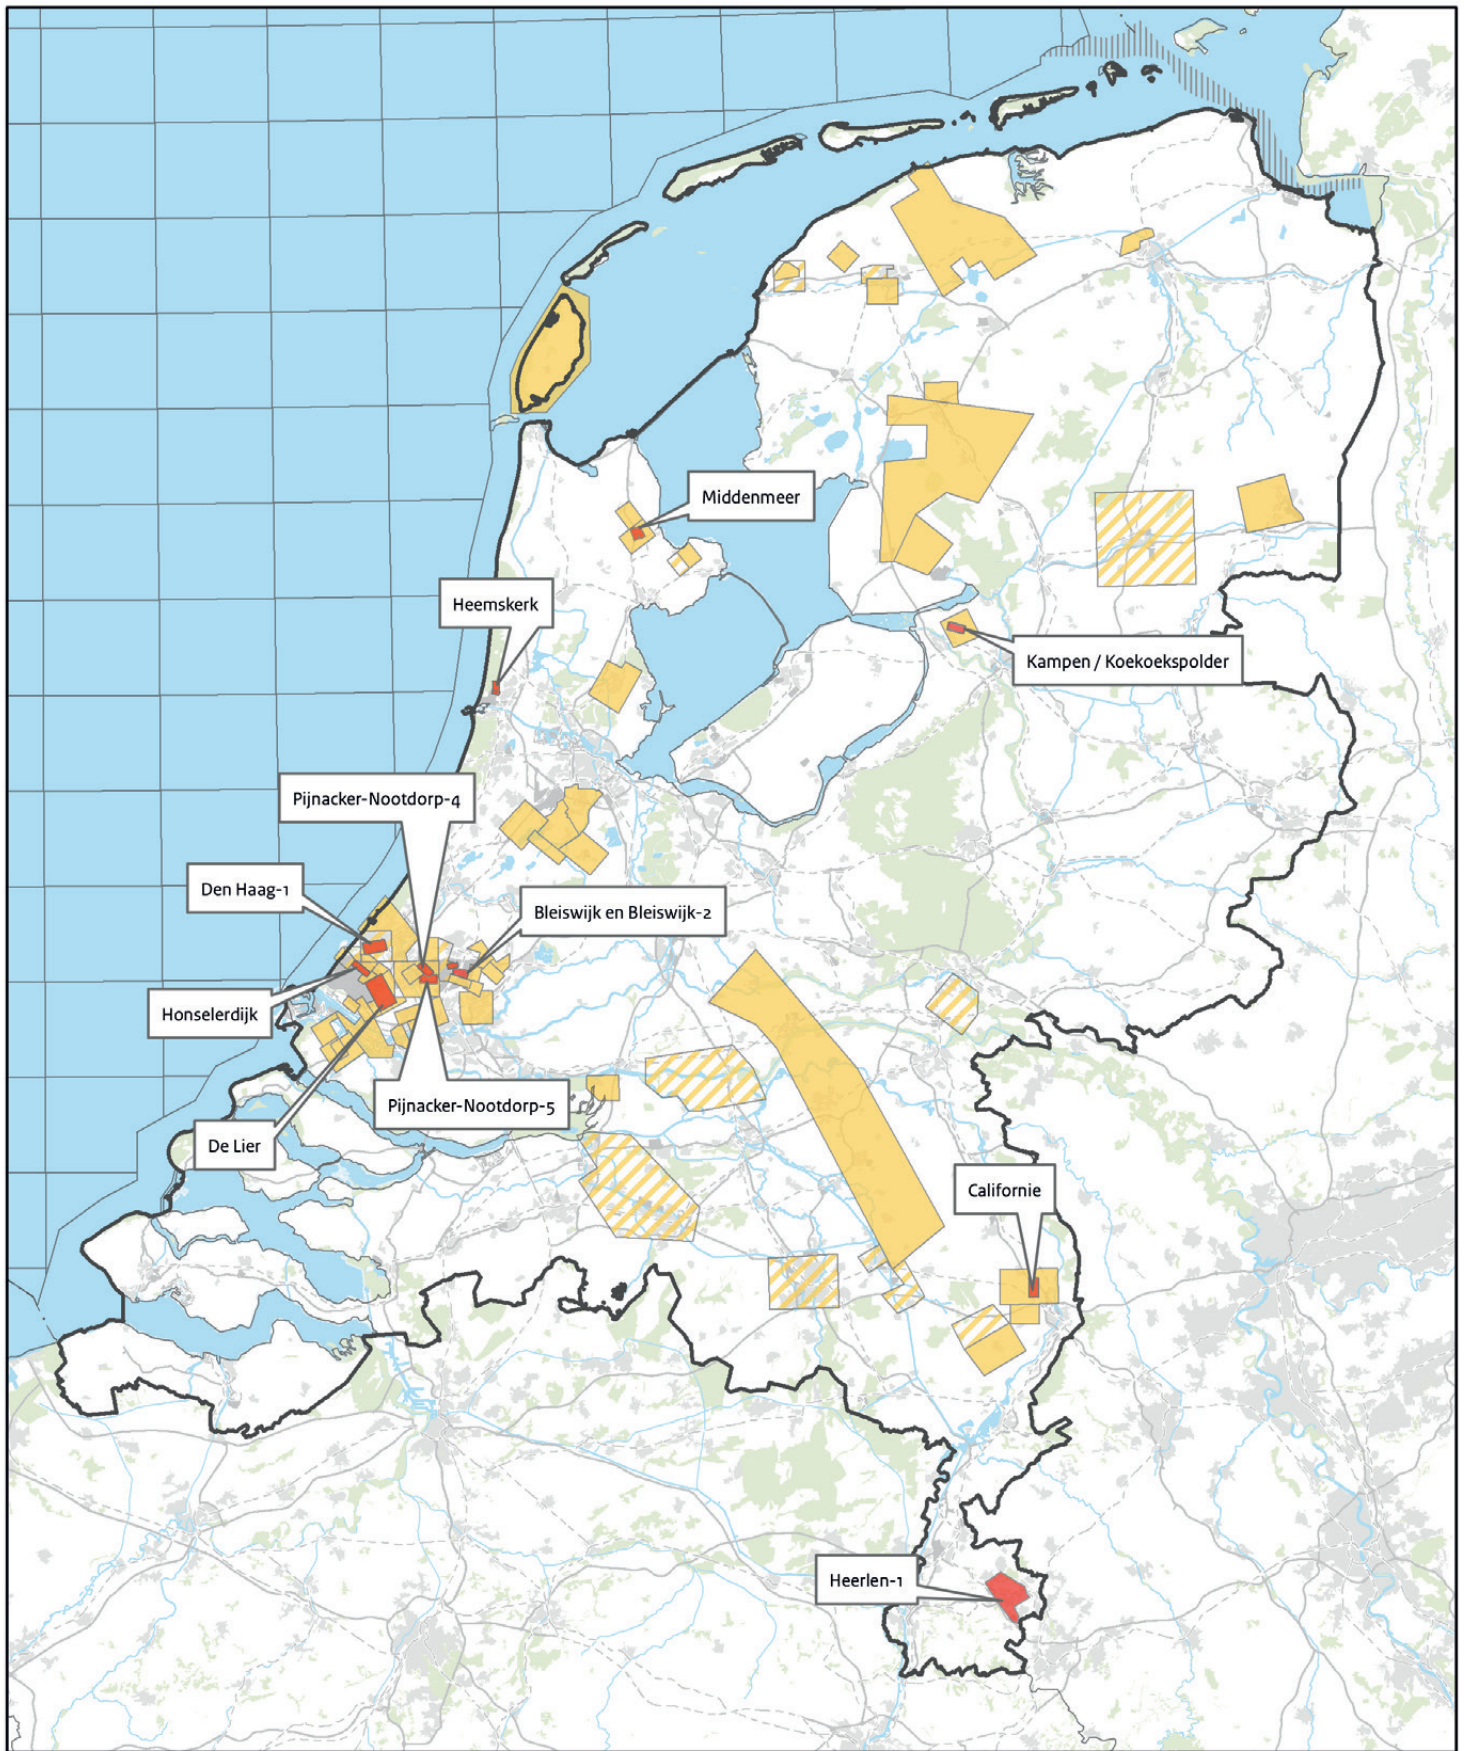 Middenmeer
Heemskerk
Kampen / Koekoekspolder
Pijnacker-Nootdorp-4
Den Haag-1
Bleiswijk en Bleiswijk-2
Honselerdijk
Pijnacker-Nootdorp-5
De Lier
Californie
Heerlen-1